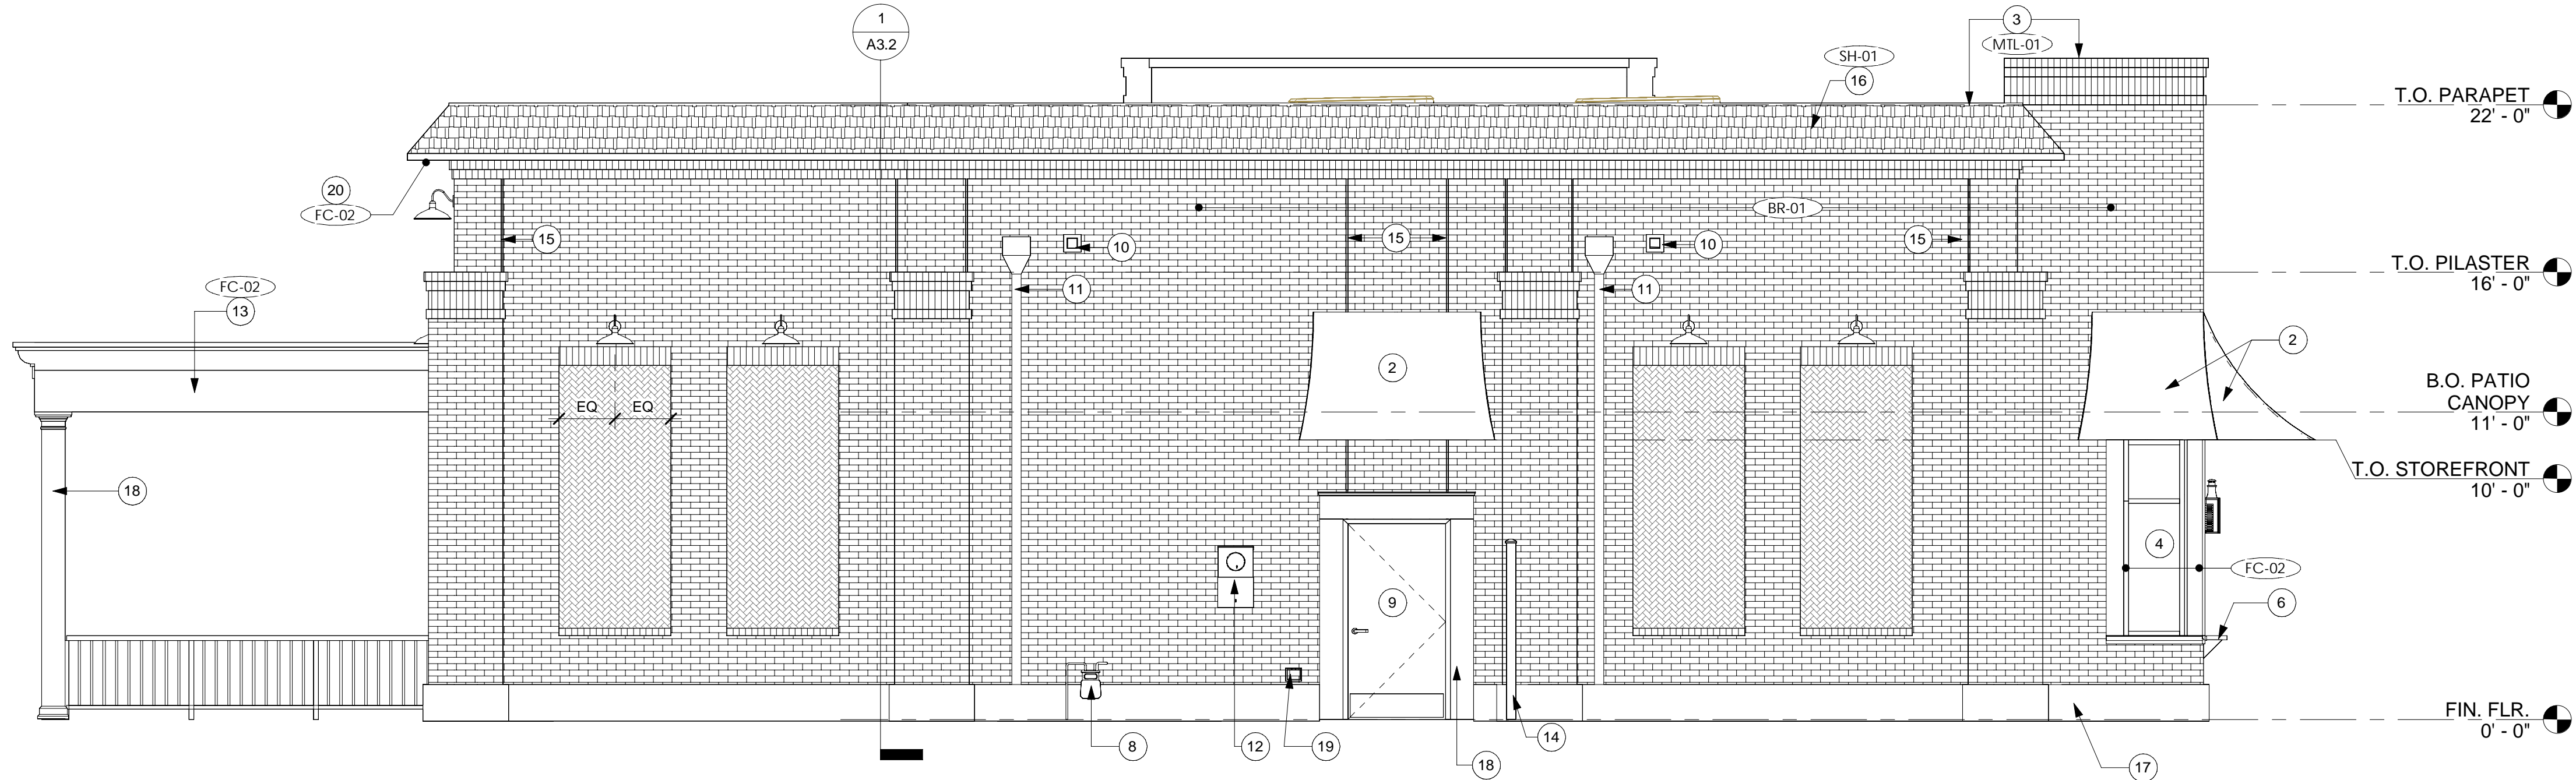 1
A3.2
3
MTL-01
SH-01
16
T.O. PARAPET
22' - 0"
20
FC-02
BR-01
15
10
15
10
15
T.O. PILASTER
16' - 0"
FC-02
13
11
11
2
2
EQ
EQ
B.O. PATIO
CANOPY
11' - 0"
T.O. STOREFRONT
10' - 0"
18
4
FC-02
9
6
FIN. FLR.
0' - 0"
8
12
19
18
14
17